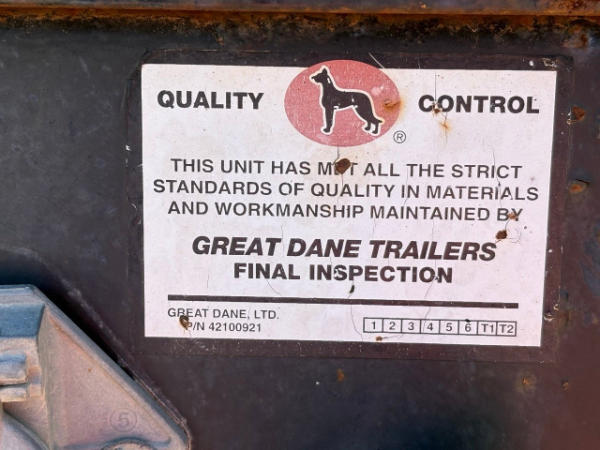 QUALITY CONTROL
®
THIS UNIT HAS MET ALL THE STRICT
STANDARDS OF QUALITY IN MATERIALS
AND WORKMANSHIP MAINTAINED BY
GREAT DANE TRAILERS
FINAL INSPECTION
GREAT DANE, LTD.
P/N 42100921
1 2 3 4 5 6 T1 T2
5